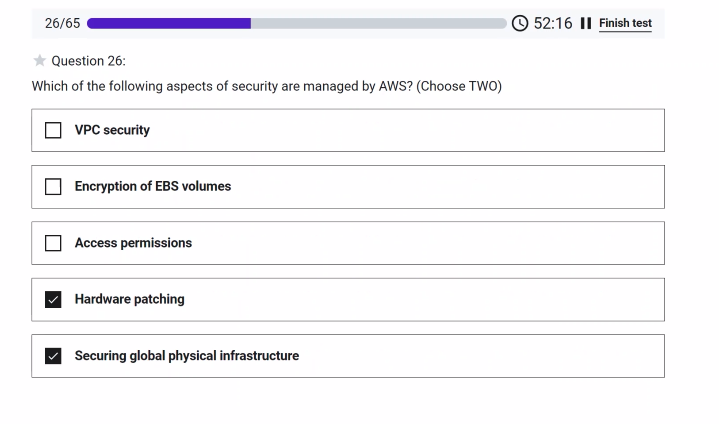 26/65 52:16 Finish test
Question 26:
Which of the following aspects of security are managed by AWS? (Choose TWO)
VPC security
Encryption of EBS volumes
Access permissions
Hardware patching
Securing global physical infrastructure